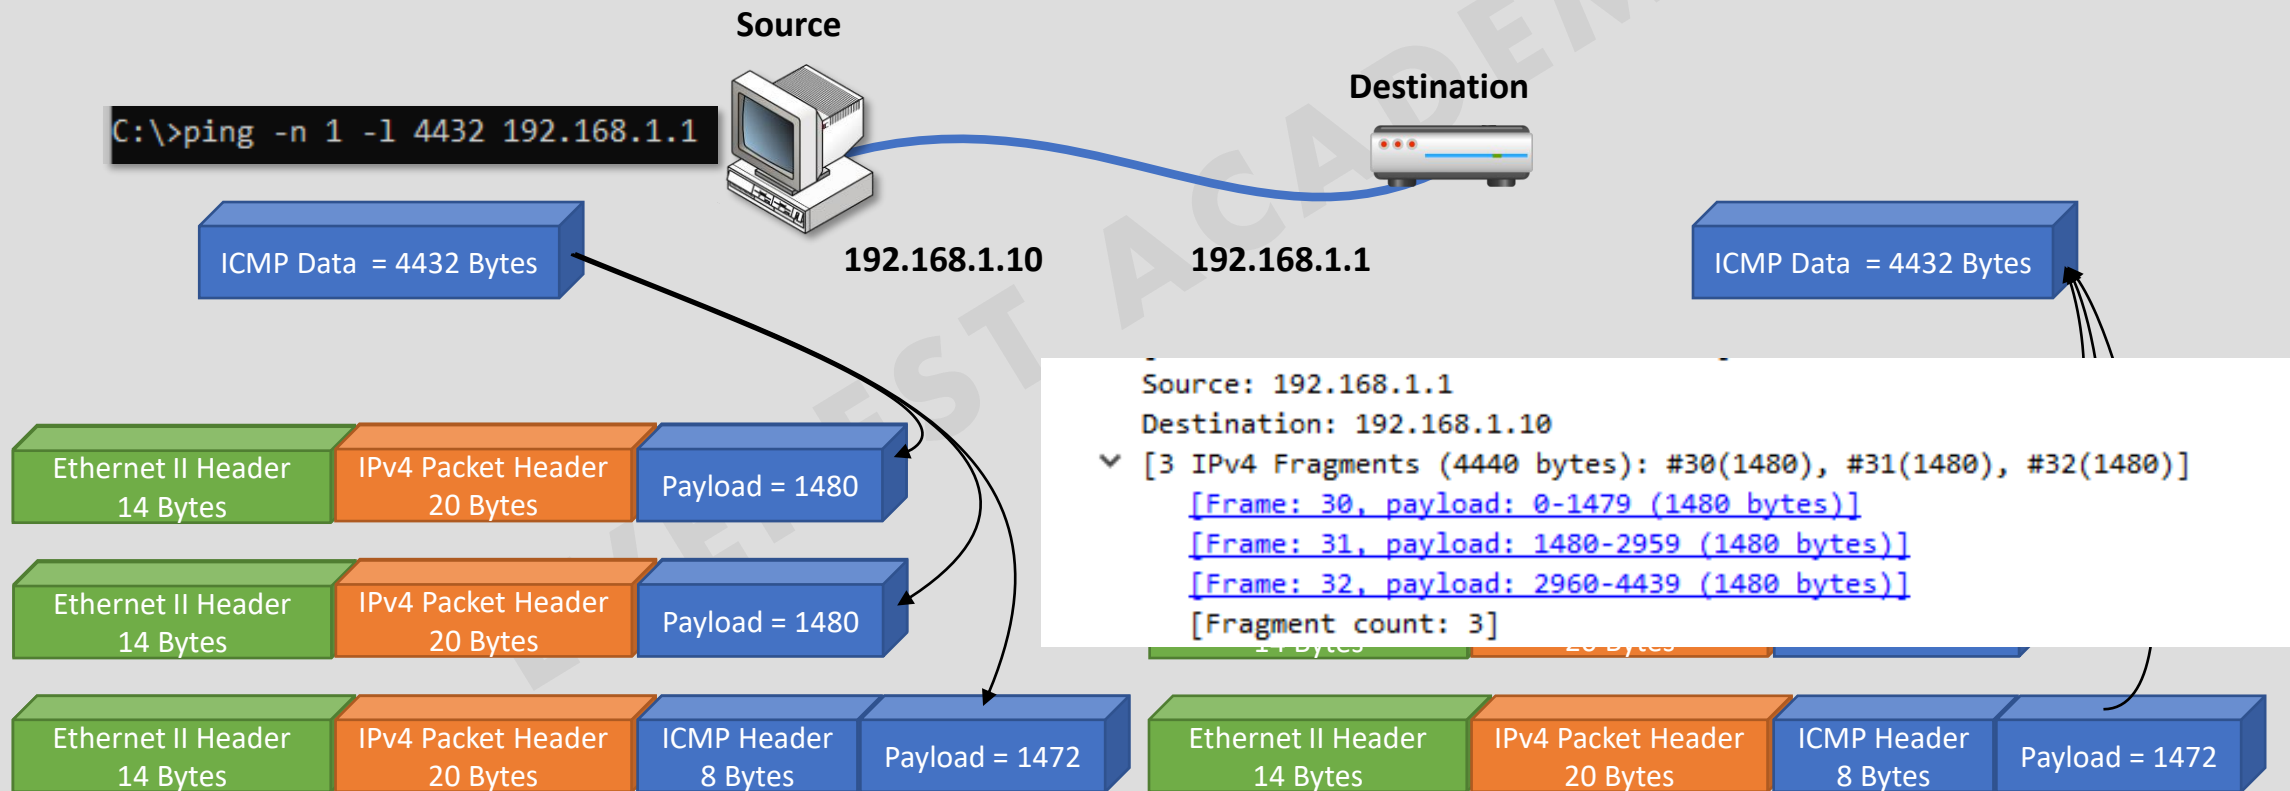 Source
Destination
C:\>ping -n 1 -l 4432 192.168.1.1
ICMP Data = 4432 Bytes
192.168.1.10
192.168.1.1
ICMP Data = 4432 Bytes
Source: 192.168.1.1
Destination: 192.168.1.10
[3 IPv4 Fragments (4440 bytes): #30(1480), #31(1480), #32(1480)]
[Frame: 30, payload: 0-1479 (1480 bytes)]
[Frame: 31, payload: 1480-2959 (1480 bytes)]
[Frame: 32, payload: 2960-4439 (1480 bytes)]
[Fragment count: 3]
Ethernet II Header
14 Bytes
IPv4 Packet Header
20 Bytes
Payload = 1480
Ethernet II Header
14 Bytes
IPv4 Packet Header
20 Bytes
Payload = 1480
14 Bytes
20 Bytes
Ethernet II Header
14 Bytes
IPv4 Packet Header
20 Bytes
ICMP Header
8 Bytes
Payload = 1472
Ethernet II Header
14 Bytes
IPv4 Packet Header
20 Bytes
ICMP Header
8 Bytes
Payload = 1472